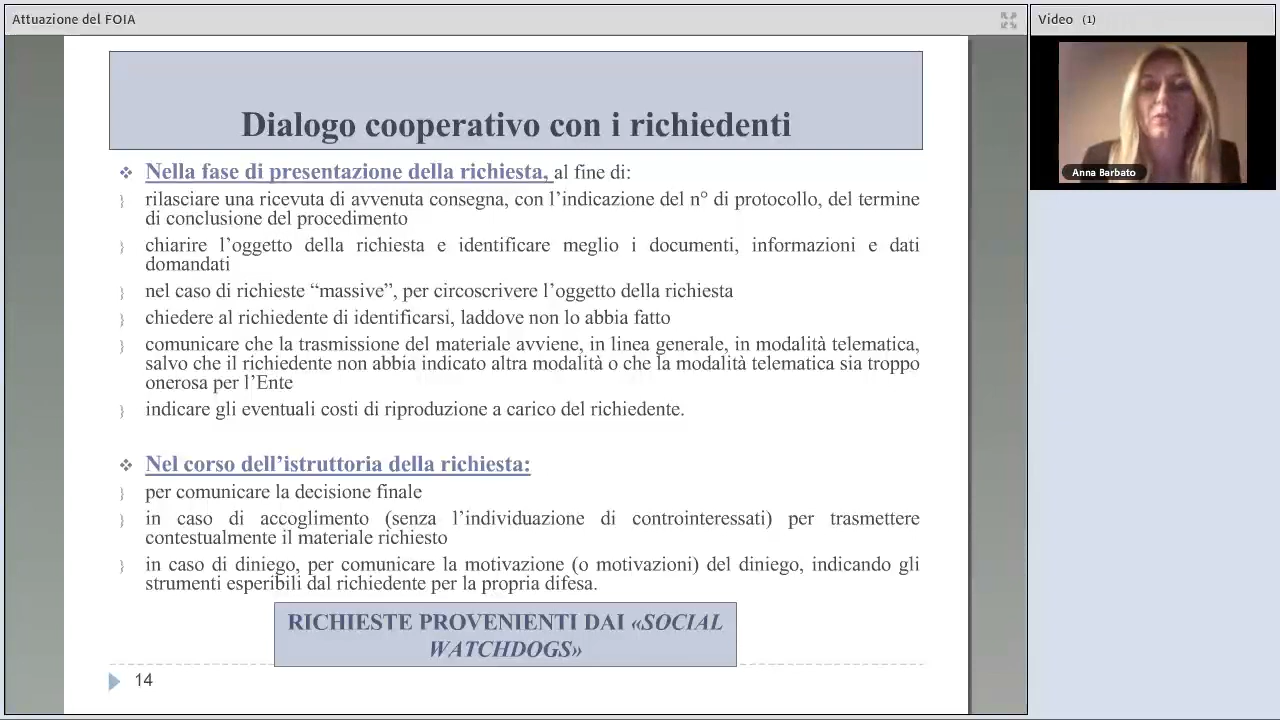 Attuazione del FOIA
Video (1)
Anna Barbato
Dialogo cooperativo con i richiedenti
Nella fase di presentazione della richiesta, al fine di:
rilasciare una ricevuta di avvenuta consegna, con l’indicazione del n° di protocollo, del termine
di conclusione del procedimento
chiarire l’oggetto della richiesta e identificare meglio i documenti, informazioni e dati
domandati
nel caso di richieste “massive”, per circoscrivere l’oggetto della richiesta
chiedere al richiedente di identificarsi, laddove non lo abbia fatto
comunicare che la trasmissione del materiale avviene, in linea generale, in modalità telematica,
salvo che il richiedente non abbia indicato altra modalità o che la modalità telematica sia troppo
onerosa per l’Ente
indicare gli eventuali costi di riproduzione a carico del richiedente.
Nel corso dell’istruttoria della richiesta:
per comunicare la decisione finale
in caso di accoglimento (senza l’individuazione di controinteressati) per trasmettere
contestualmente il materiale richiesto
in caso di diniego, per comunicare la motivazione (o motivazioni) del diniego, indicando gli
strumenti esperibili dal richiedente per la propria difesa.
RICHIESTE PROVENIENTI DAI «SOCIAL
WATCHDOGS»
14